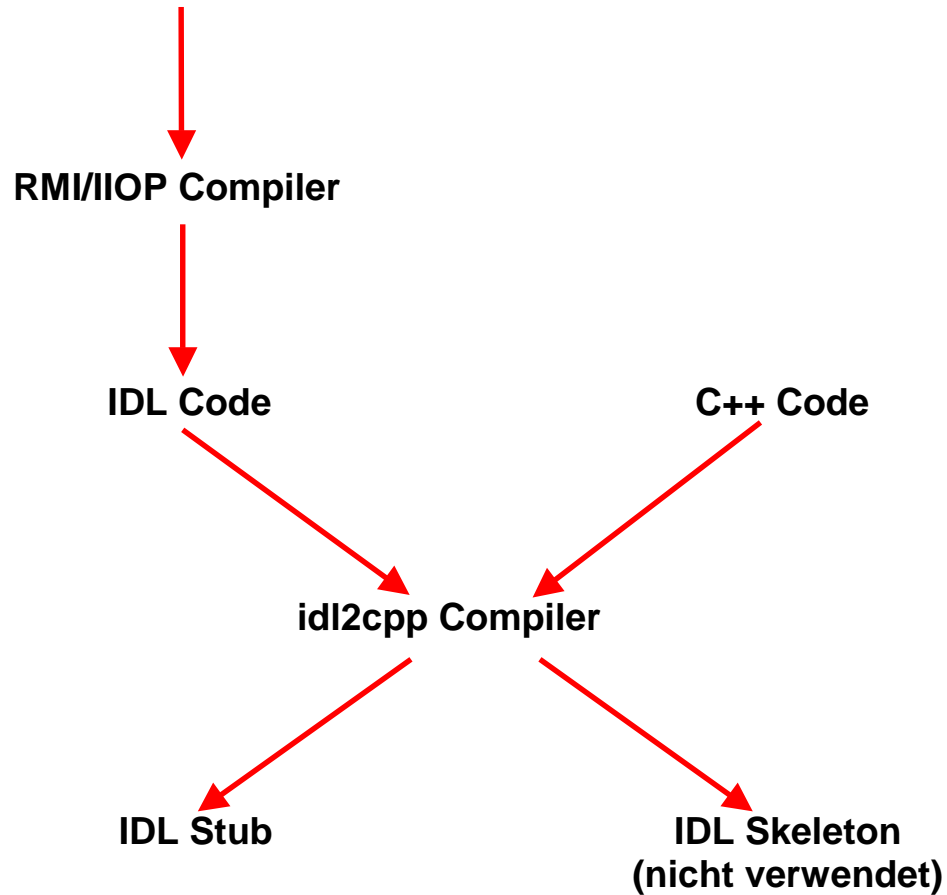 RMI/IIOP Compiler
IDL Code
C++ Code
idl2cpp Compiler
IDL Stub
IDL Skeleton
(nicht verwendet)